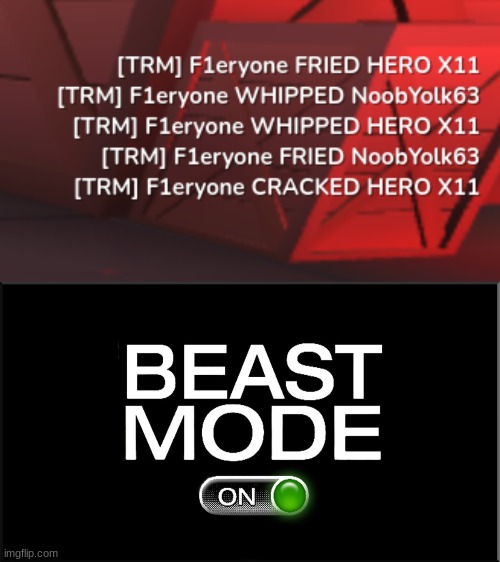 [TRM] F1eryone FRIED HERO X11
[TRM] F1eryone WHIPPED NoobYolk63
[TRM] F1eryone WHIPPED HERO X11
[TRM] F1eryone FRIED NoobYolk63
[TRM] F1eryone CRACKED HERO X11
BEAST
MODE
ON
imgflip.com